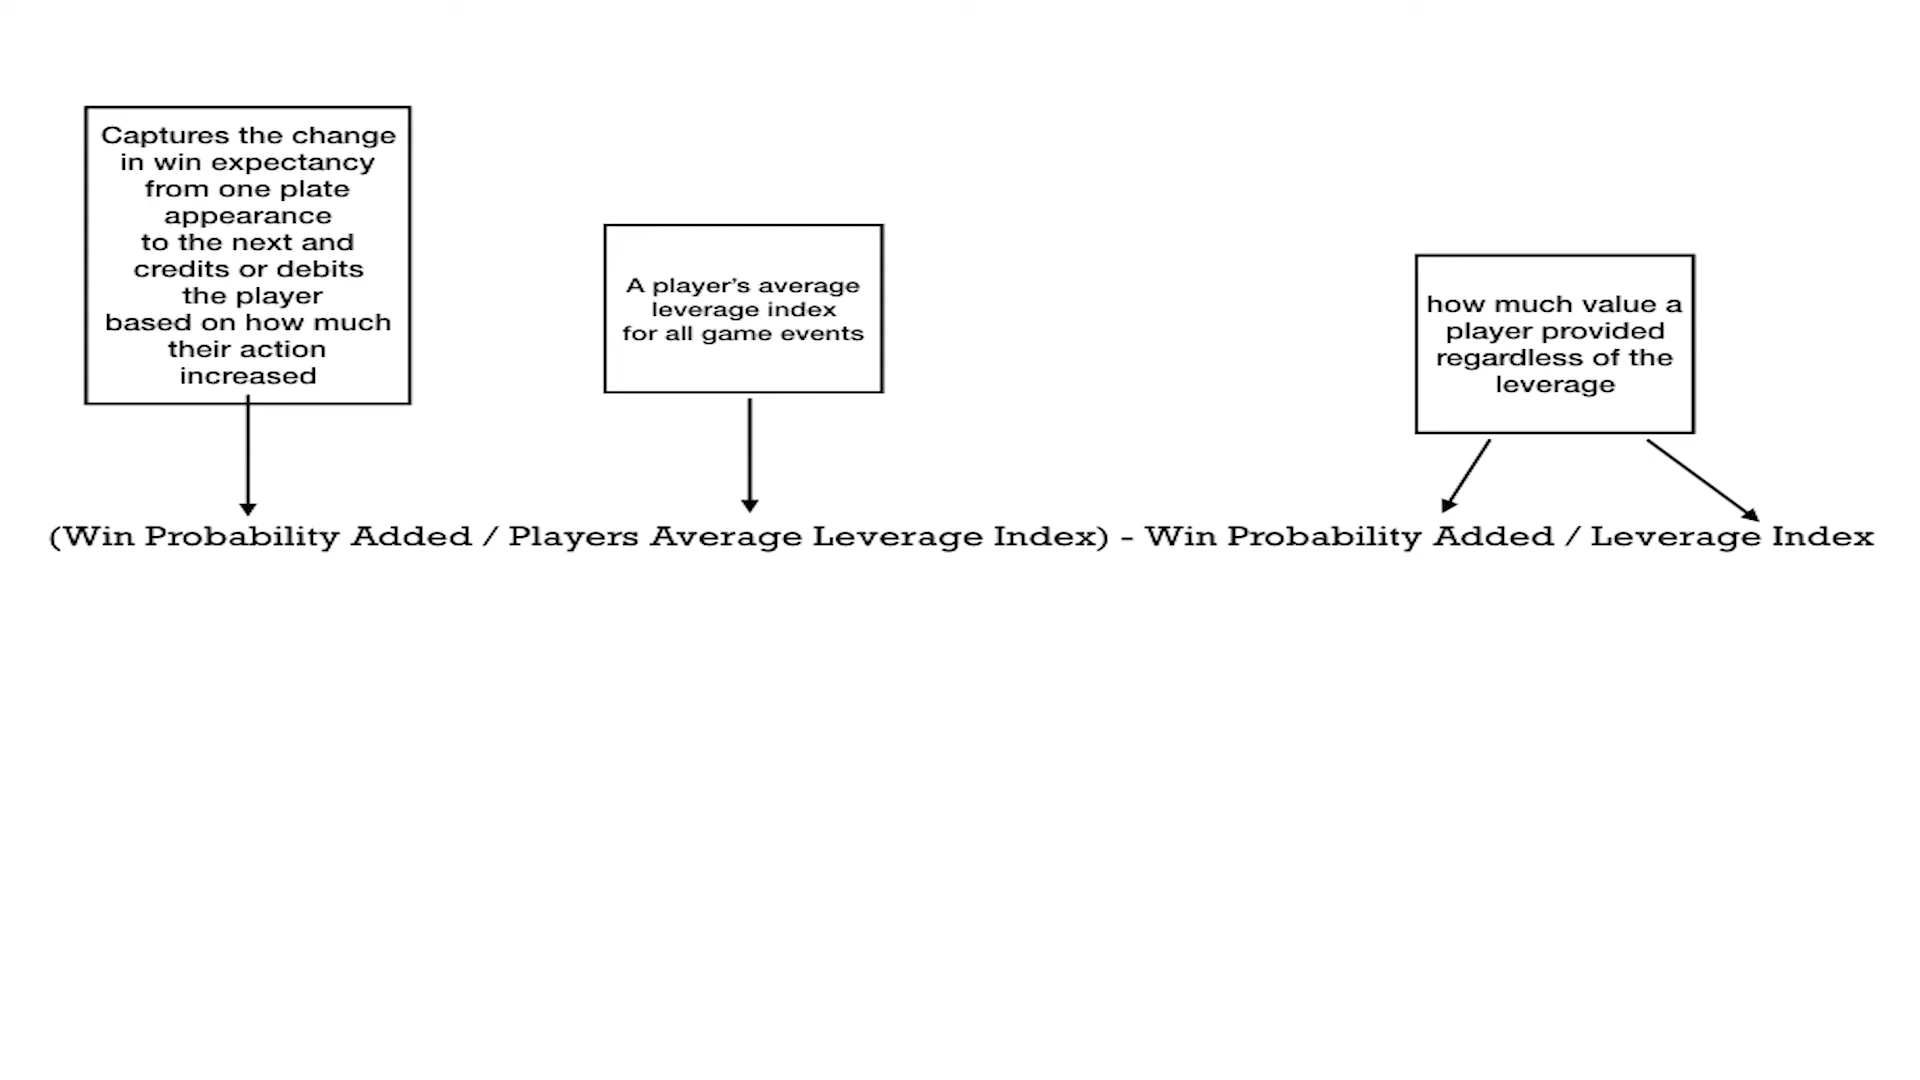 Captures the change
in win expectancy
from one plate
appearance
to the next and
credits or debits
the player
based on how much
their action
increased
A player’s average
leverage index
for all game events
how much value a
player provided
regardless of the
leverage
(Win Probability Added / Players Average Leverage Index) - Win Probability Added / Leverage Index